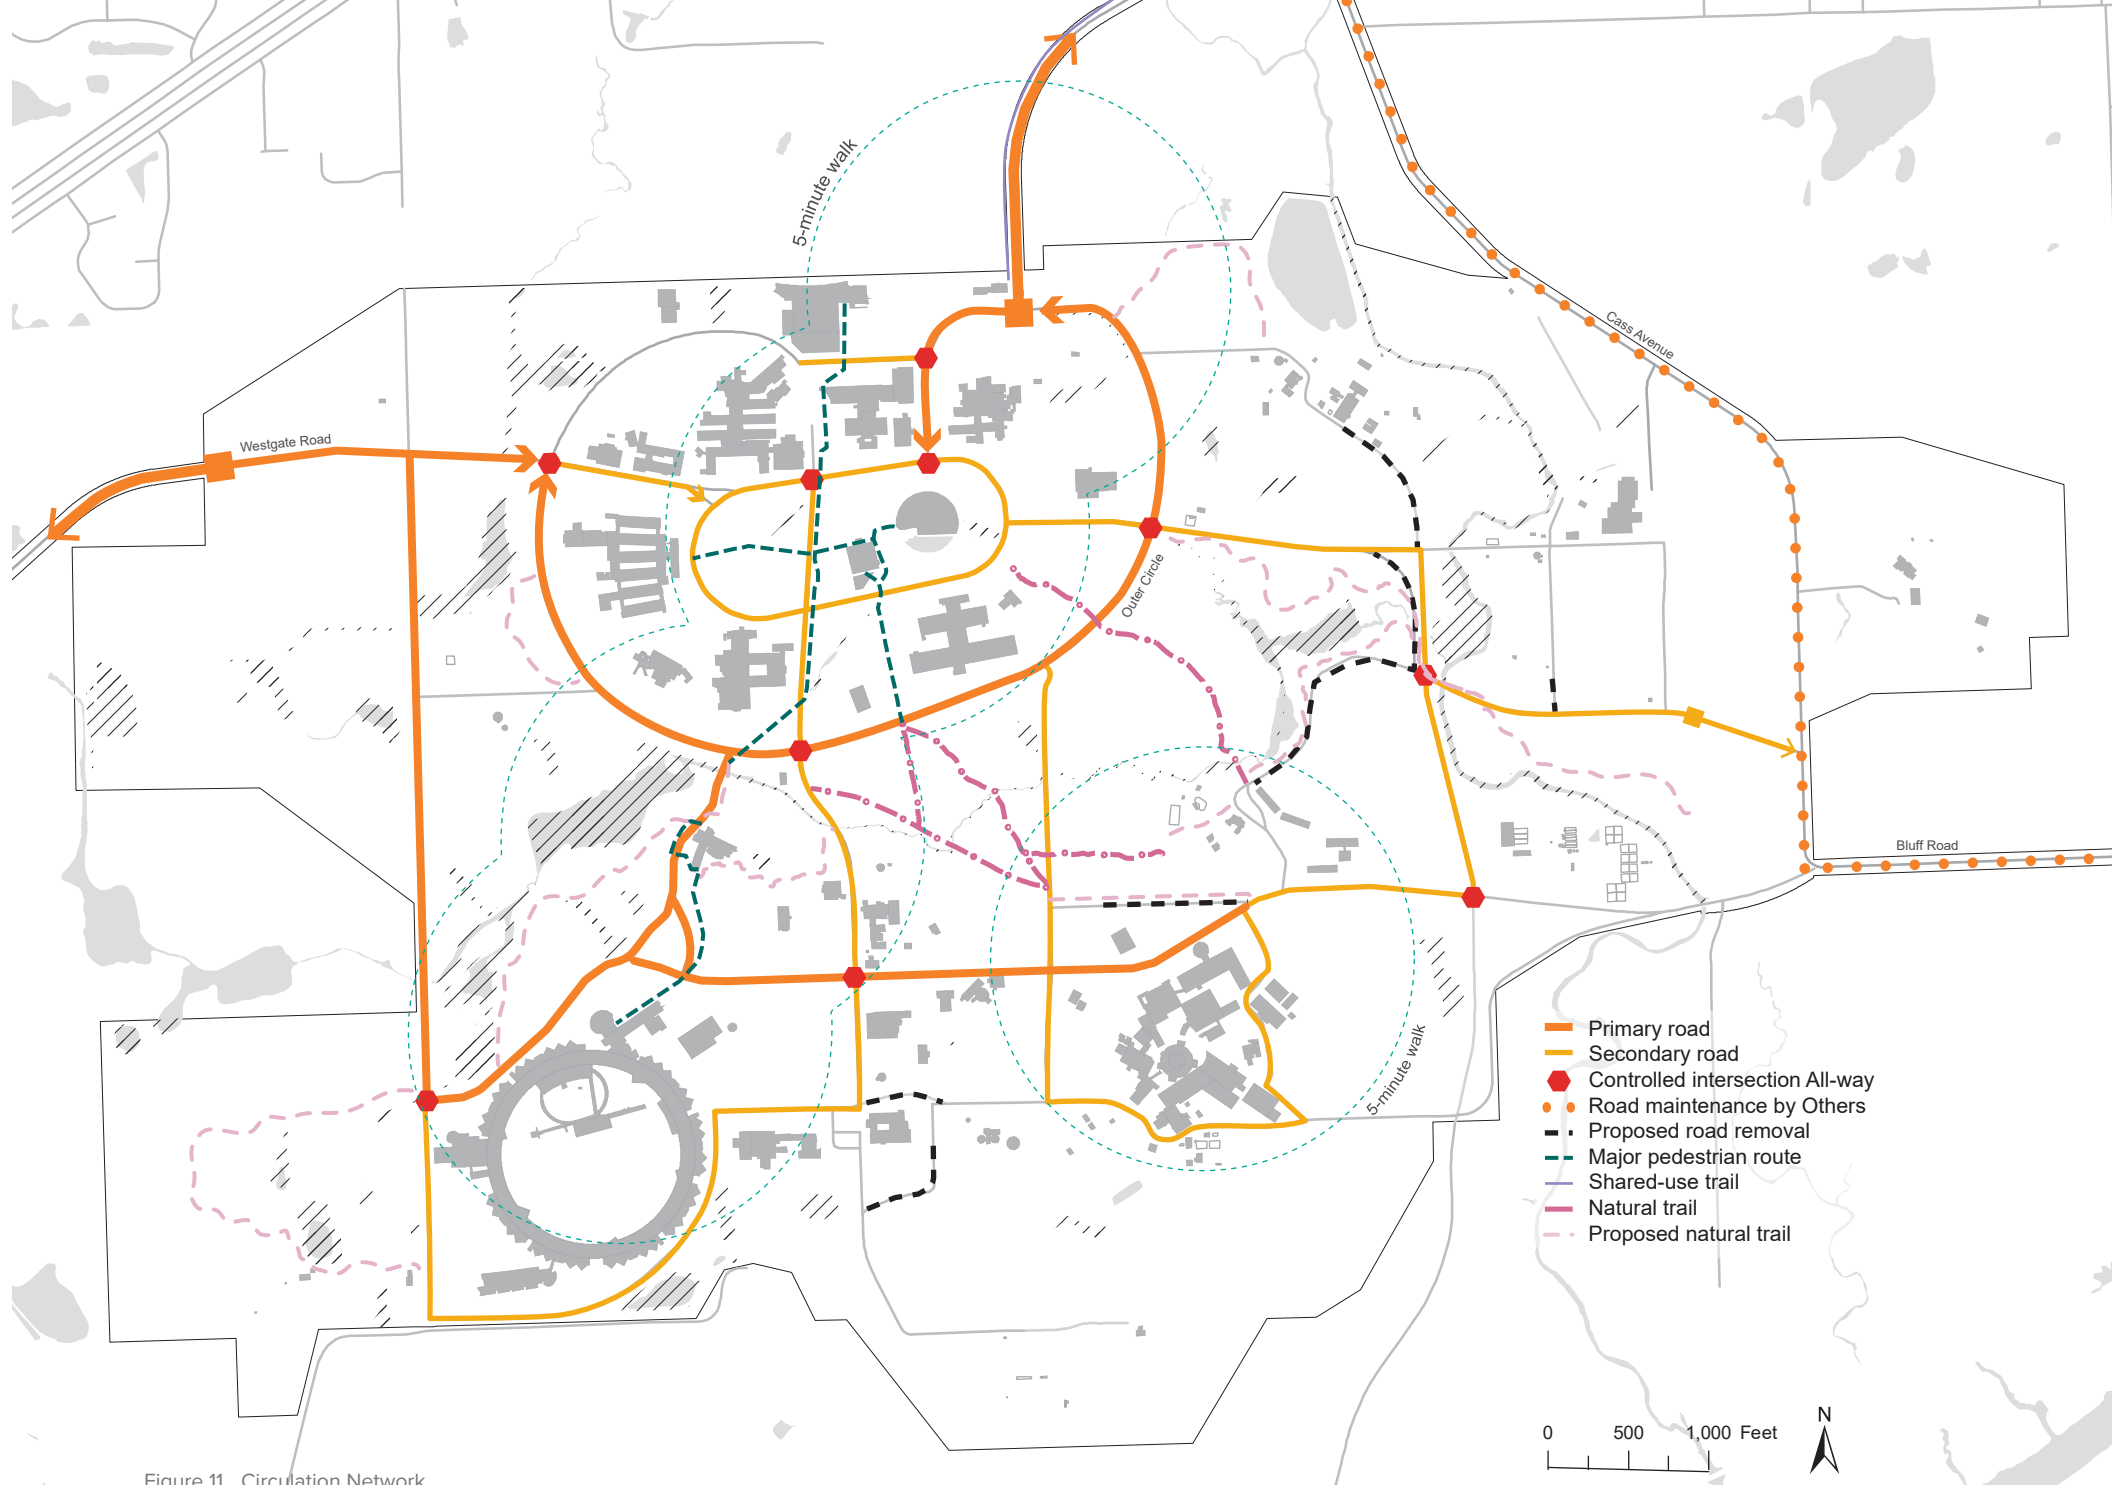 5-minute walk
Cass Avenue
Westgate Road
Outer Circle
Bluff Road
5-minute walk
Primary road
Secondary road
Controlled intersection All-way
Road maintenance by Others
Proposed road removal
Major pedestrian route
Shared-use trail
Natural trail
Proposed natural trail
N
0 500 1,000 Feet
Figure 11 Circulation Network